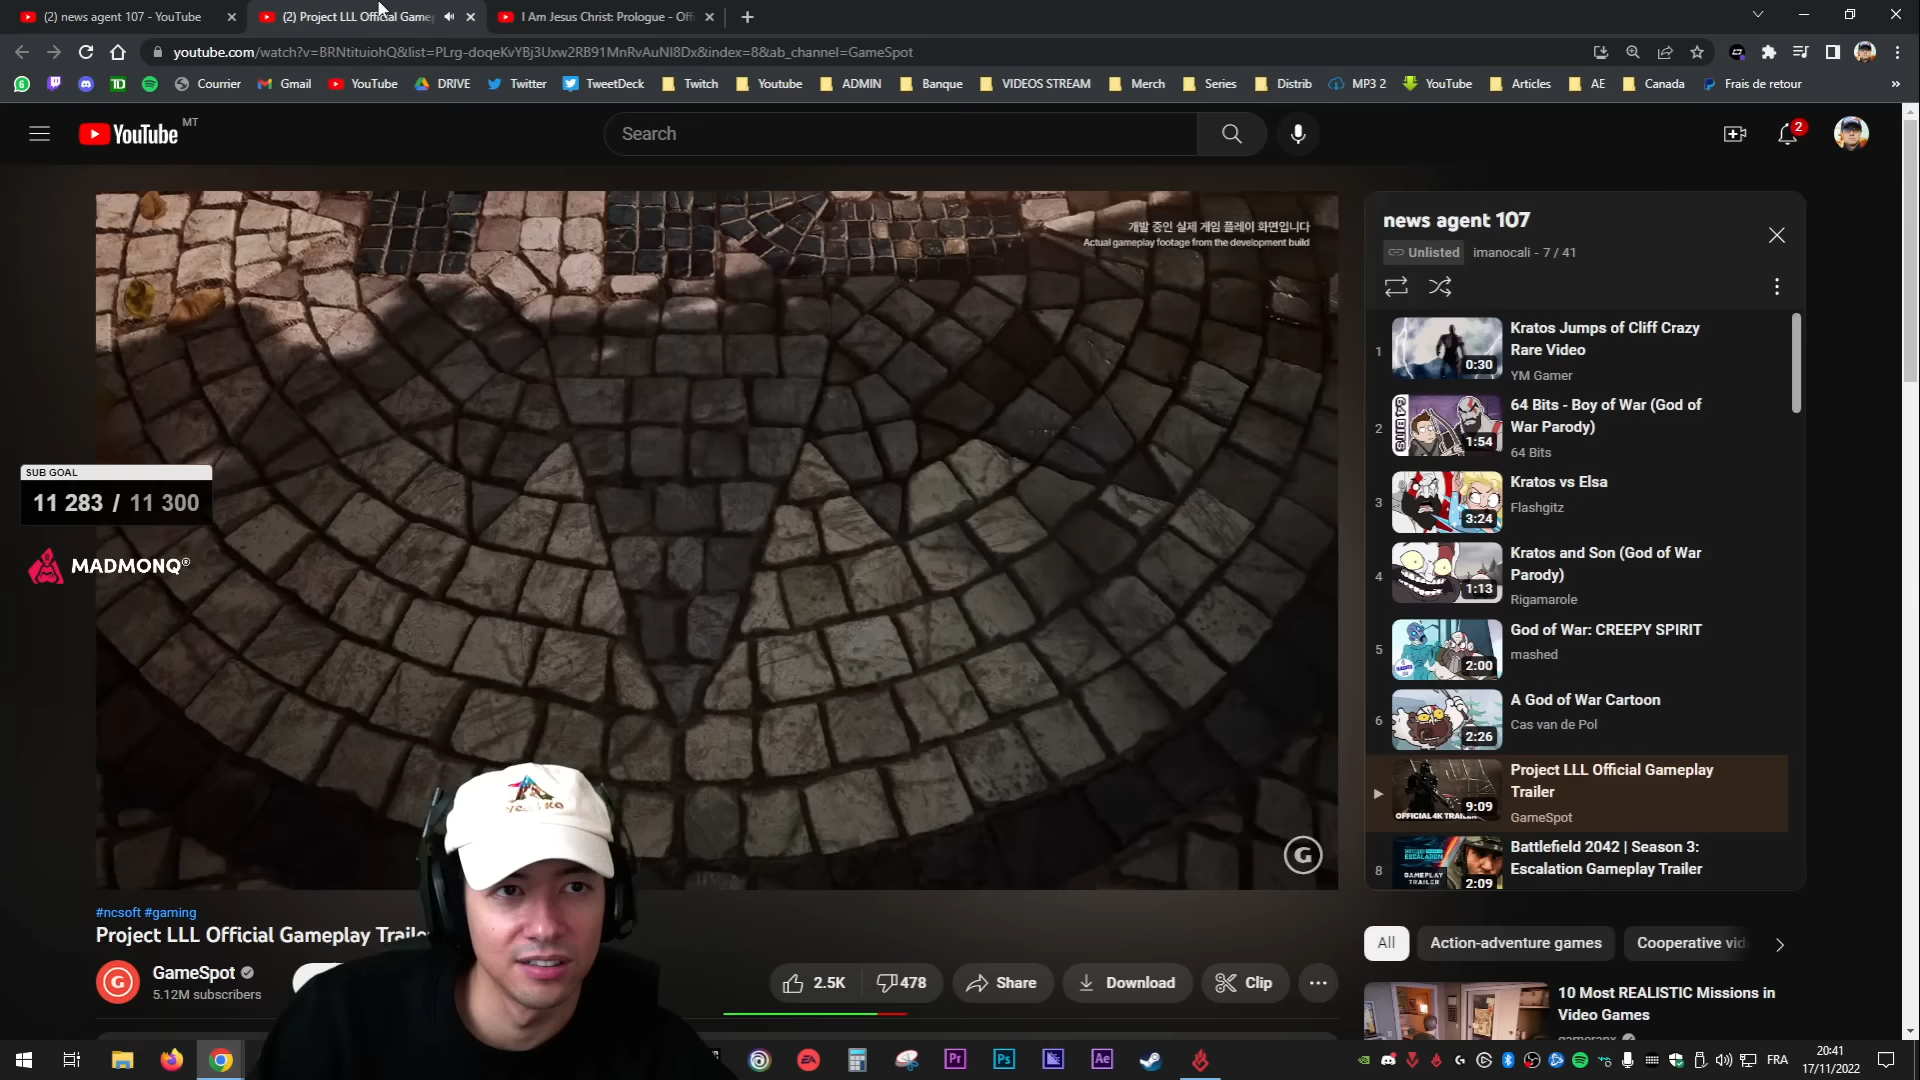 (2) news agent 107 - YouTube
(2) Project LLL Official Gamep
I Am Jesus Christ: Prologue - Offi
youtube.com/watch?v=BRNtituiohQ&list=PLrg-doqeKvYBj3Uxw2RB91MnRvAuNI8Dx&index=8&ab_channel=GameSpot
Courrier
Gmail
YouTube
DRIVE
Twitter
TweetDeck
Twitch
Youtube
ADMIN
Banque
VIDEOS STREAM
Merch
Series
Distrib
MP3 2
YouTube
Articles
AE
Canada
Frais de retour
YouTube MT
Search
2
개발 중인 실제 게임 플레이 화면입니다
Actual gameplay footage from the development build
SUB GOAL
11 283 / 11 300
MADMONQ®
news agent 107
Unlisted
imanocali - 7 / 41
1
Kratos Jumps of Cliff Crazy
Rare Video
YM Gamer
0:30
2
64 Bits - Boy of War (God of
War Parody)
64 Bits
1:54
3
Kratos vs Elsa
Flashgitz
3:24
4
Kratos and Son (God of War
Parody)
Rigamarole
1:13
5
God of War: CREEPY SPIRIT
mashed
2:00
6
A God of War Cartoon
Cas van de Pol
2:26
Project LLL Official Gameplay
Trailer
GameSpot
9:09
8
Battlefield 2042 | Season 3:
Escalation Gameplay Trailer
ESCALATION
GAMEPLAY
TRAILER
2:09
#ncsoft #gaming
Project LLL Official Gameplay Traile
GameSpot
5.12M subscribers
2.5K
478
Share
Download
Clip
All
Action-adventure games
Cooperative vid
10 Most REALISTIC Missions in
Video Games
gameranx
Pr
Ps
Ae
FRA
20:41
17/11/2022